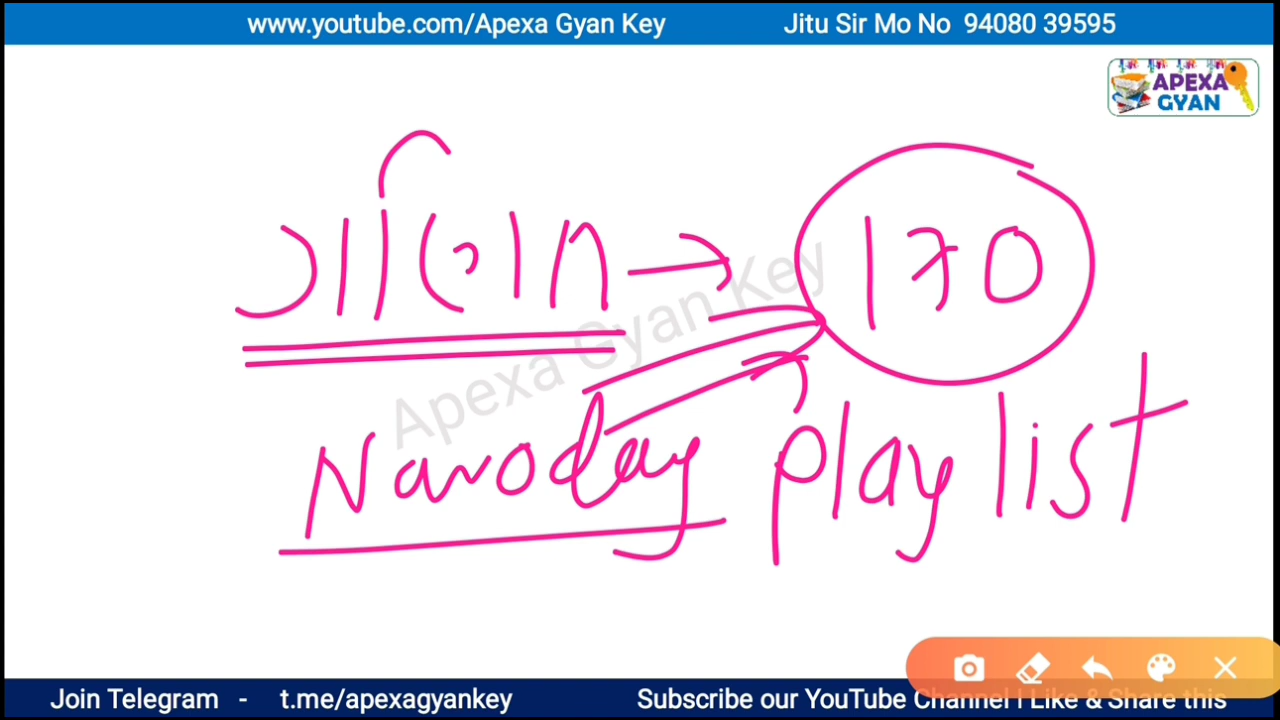 www.youtube.com/Apexa Gyan Key Jitu Sir Mo No 94080 39595
APEXA
GYAN
ગણિત → 170
Apexa Gyan Key
Navoday playlist
Join Telegram - t.me/apexagyankey Subscribe our YouTube Channel | Like & Share this